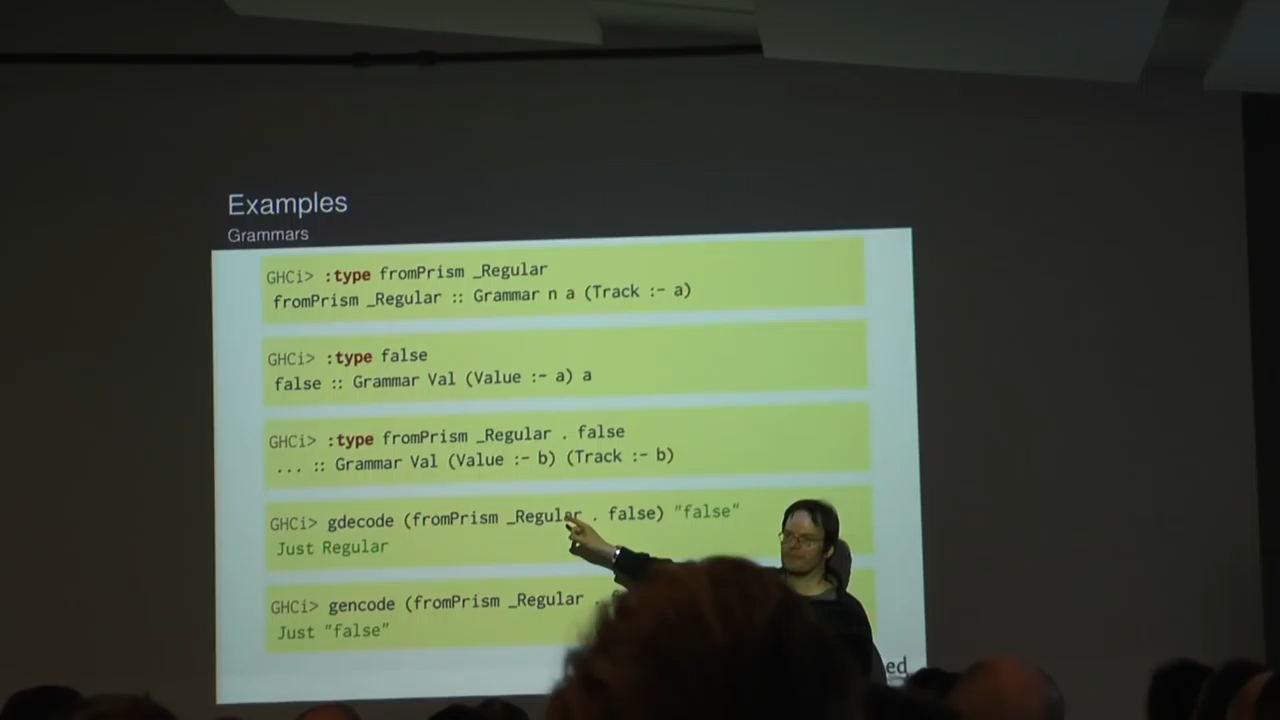 Examples
Grammars
GHCi> :type fromPrism _Regular
fromPrism _Regular :: Grammar n a (Track :- a)
GHCi> :type false
false :: Grammar Val (Value :- a) a
GHCi> :type fromPrism _Regular . false
... :: Grammar Val (Value :- b) (Track :- b)
GHCi> gdecode (fromPrism _Regular . false) "false"
Just Regular
GHCi> gencode (fromPrism _Regular .
Just "false"
ed